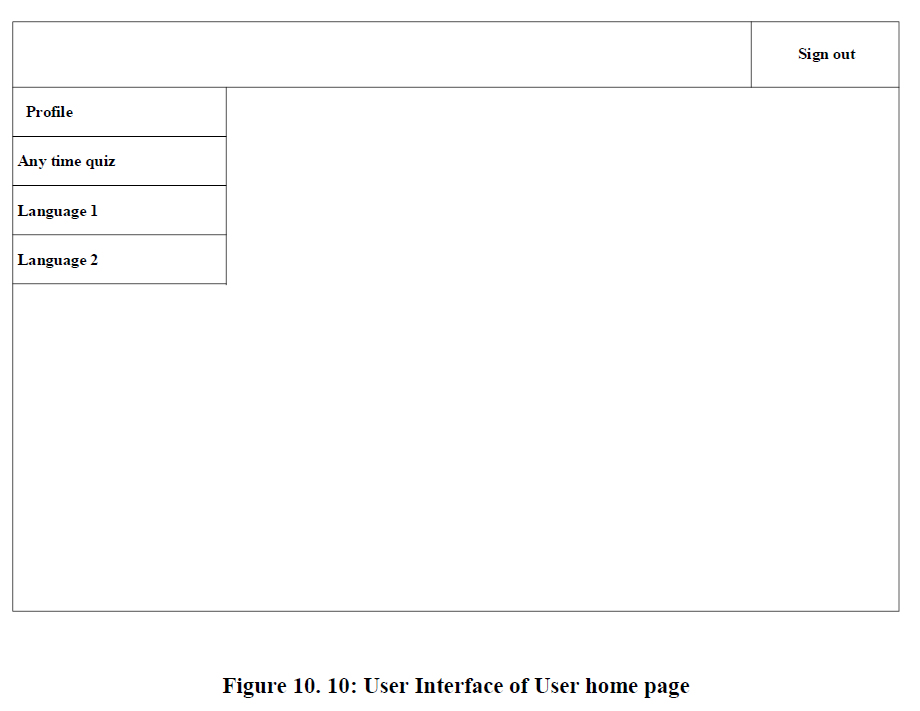 Sign out
Profile
Any time quiz
Language 1
Language 2
Figure 10. 10: User Interface of User home page